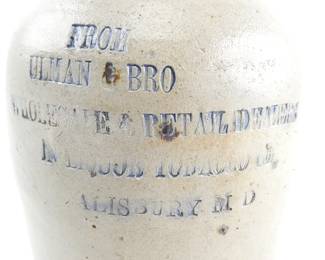 FROM
ULMAN & BRO
WHOLESALE & RETAIL DEALERS
IN LIQUOR TOBACCO &c,
ALISBURY M D